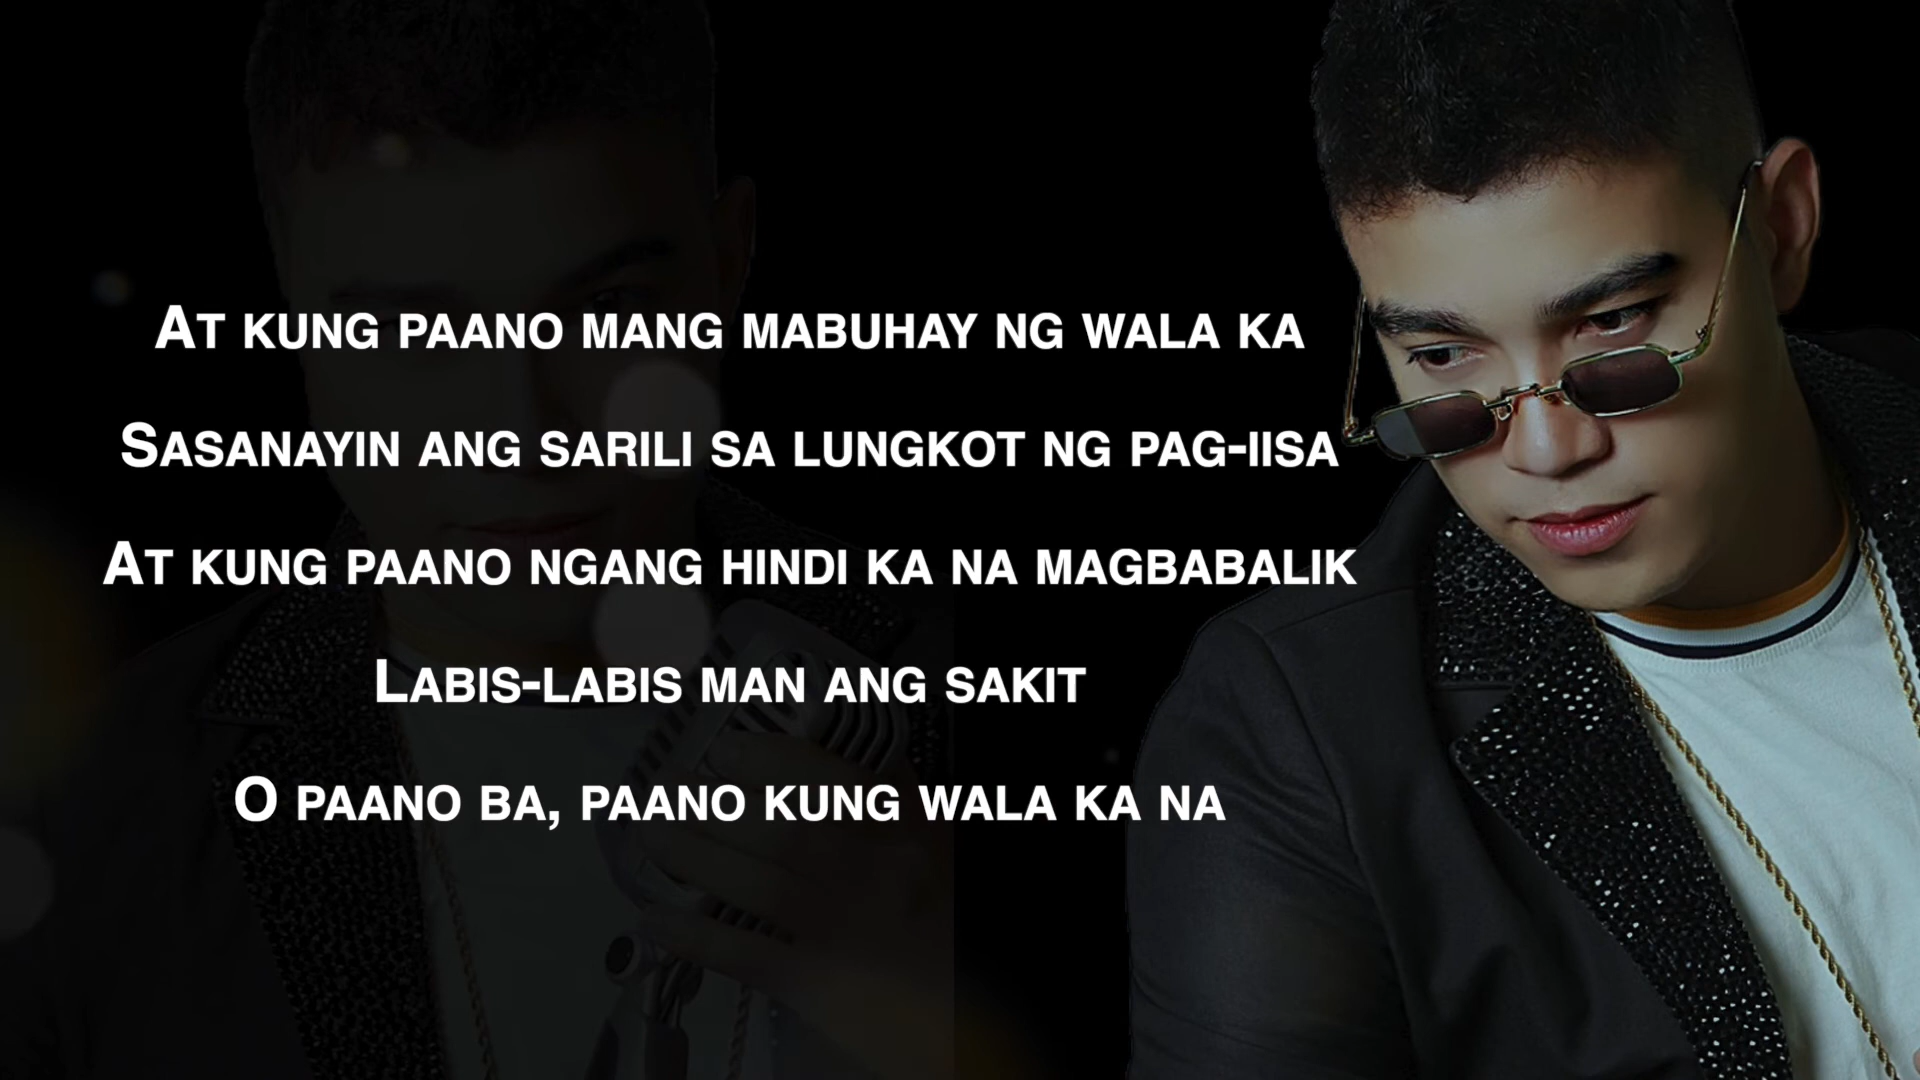 At kung paano mang mabuhay ng wala ka
Sasanayin ang sarili sa lungkot ng pag-iisa
At kung paano ngang hindi ka na magbabalik
Labis-labis man ang sakit
O paano ba, paano kung wala ka na